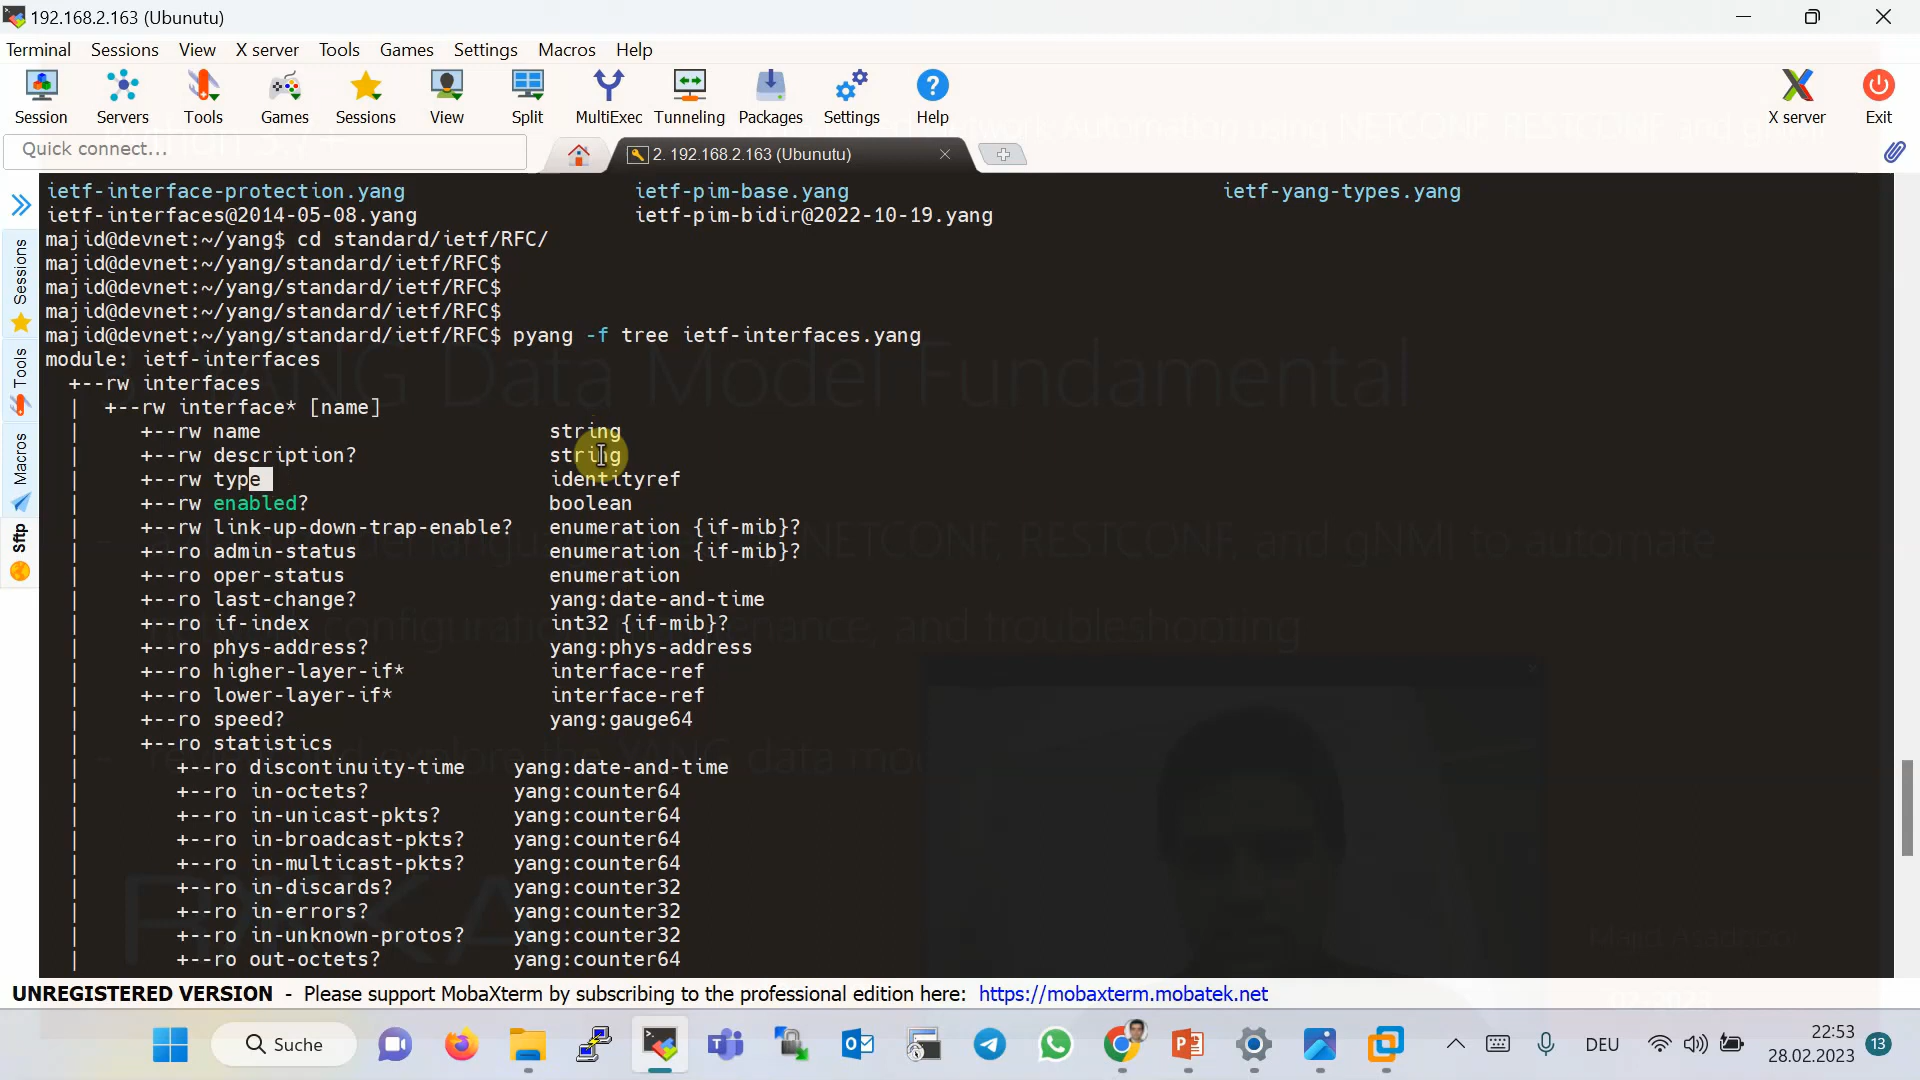 192.168.2.163 (Ubunutu)
Terminal Sessions View X server Tools Games Settings Macros Help
Session Servers Tools Games Sessions View Split MultiExec Tunneling Packages Settings Help X server Exit
Quick connect...
2. 192.168.2.163 (Ubunutu)
Sessions
Tools
Macros
Sftp
ietf-interface-protection.yang ietf-pim-base.yang ietf-yang-types.yang
ietf-interfaces@2014-05-08.yang ietf-pim-bidir@2022-10-19.yang
majid@devnet:~/yang$ cd standard/ietf/RFC/
majid@devnet:~/yang/standard/ietf/RFC$
majid@devnet:~/yang/standard/ietf/RFC$
majid@devnet:~/yang/standard/ietf/RFC$
majid@devnet:~/yang/standard/ietf/RFC$ pyang -f tree ietf-interfaces.yang
module: ietf-interfaces
+--rw interfaces
| +--rw interface* [name]
| +--rw name string
| +--rw description? string
| +--rw type identityref
| +--rw enabled? boolean
| +--rw link-up-down-trap-enable? enumeration {if-mib}?
| +--ro admin-status enumeration {if-mib}?
| +--ro oper-status enumeration
| +--ro last-change? yang:date-and-time
| +--ro if-index int32 {if-mib}?
| +--ro phys-address? yang:phys-address
| +--ro higher-layer-if* interface-ref
| +--ro lower-layer-if* interface-ref
| +--ro speed? yang:gauge64
| +--ro statistics
| +--ro discontinuity-time yang:date-and-time
| +--ro in-octets? yang:counter64
| +--ro in-unicast-pkts? yang:counter64
| +--ro in-broadcast-pkts? yang:counter64
| +--ro in-multicast-pkts? yang:counter64
| +--ro in-discards? yang:counter32
| +--ro in-errors? yang:counter32
| +--ro in-unknown-protos? yang:counter32
| +--ro out-octets? yang:counter64
UNREGISTERED VERSION - Please support MobaXterm by subscribing to the professional edition here: https://mobaxterm.mobatek.net
Suche
DEU
22:53
28.02.2023
13
YANG Data Model Fundamental
NETCONF, RESTCONF, and gNMI to automate
and troubleshooting